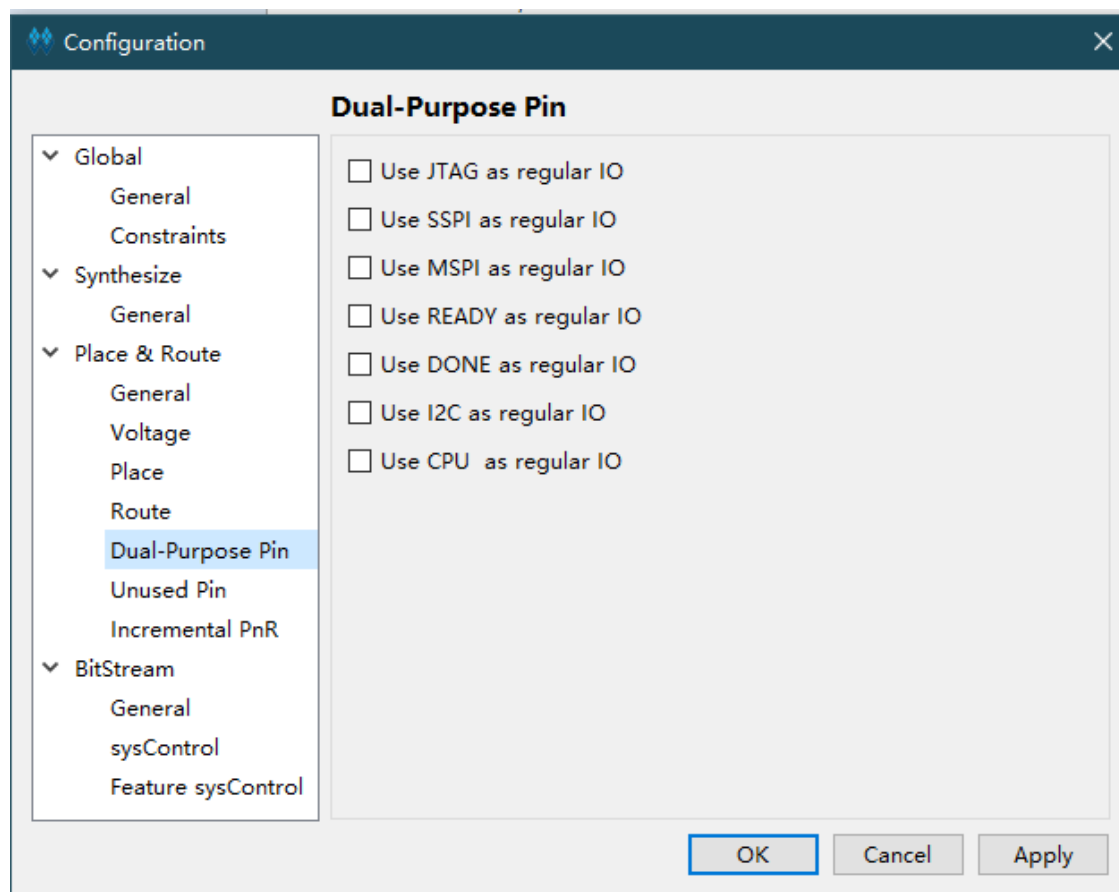 Configuration
Dual-Purpose Pin
Global
General
Constraints
Synthesize
General
Place & Route
General
Voltage
Place
Route
Dual-Purpose Pin
Unused Pin
Incremental PnR
BitStream
General
sysControl
Feature sysControl
Use JTAG as regular IO
Use SSPI as regular IO
Use MSPI as regular IO
Use READY as regular IO
Use DONE as regular IO
Use I2C as regular IO
Use CPU  as regular IO
OK
Cancel
Apply